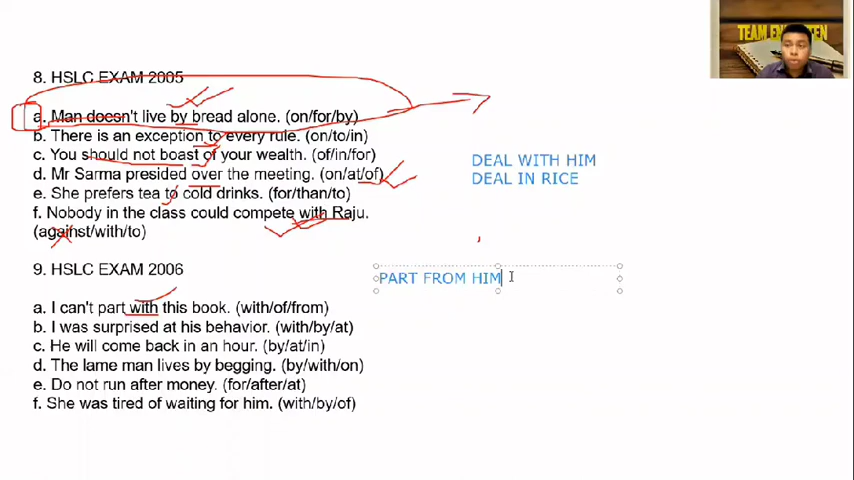 TEAM ENLIGHTEN
8. HSLC EXAM 2005
a. Man doesn't live by bread alone. (on/for/by)
b. There is an exception to every rule. (on/to/in)
c. You should not boast of your wealth. (of/in/for)
d. Mr Sarma presided over the meeting. (on/at/of)
e. She prefers tea to cold drinks. (for/than/to)
f. Nobody in the class could compete with Raju.
(against/with/to)
DEAL WITH HIM
DEAL IN RICE
9. HSLC EXAM 2006
PART FROM HIM
a. I can't part with this book. (with/of/from)
b. I was surprised at his behavior. (with/by/at)
c. He will come back in an hour. (by/at/in)
d. The lame man lives by begging. (by/with/on)
e. Do not run after money. (for/after/at)
f. She was tired of waiting for him. (with/by/of)